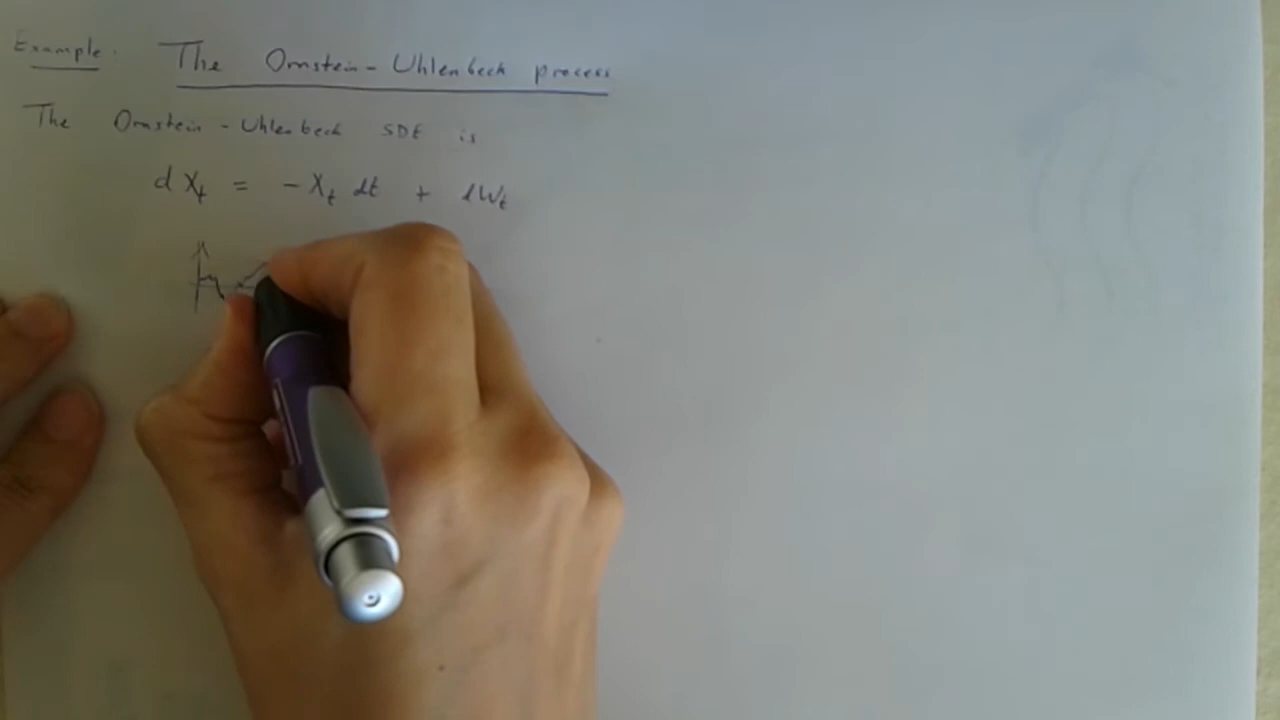 Example. The Ornstein-Uhlenbeck process
The Ornstein-Uhlenbeck SDE is
dX_t = -X_t dt + dW_t